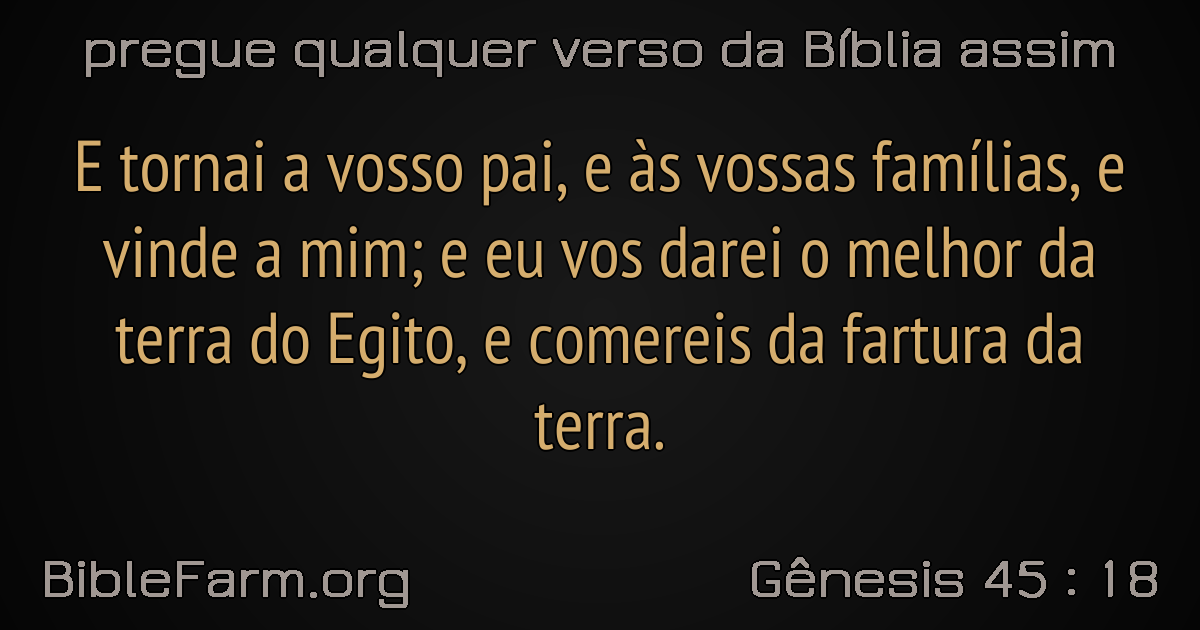 pregue qualquer verso da Bíblia assim
E tornai a vosso pai, e às vossas famílias, e
vinde a mim; e eu vos darei o melhor da
terra do Egito, e comereis da fartura da
terra.
BibleFarm.org
Gênesis 45 : 18